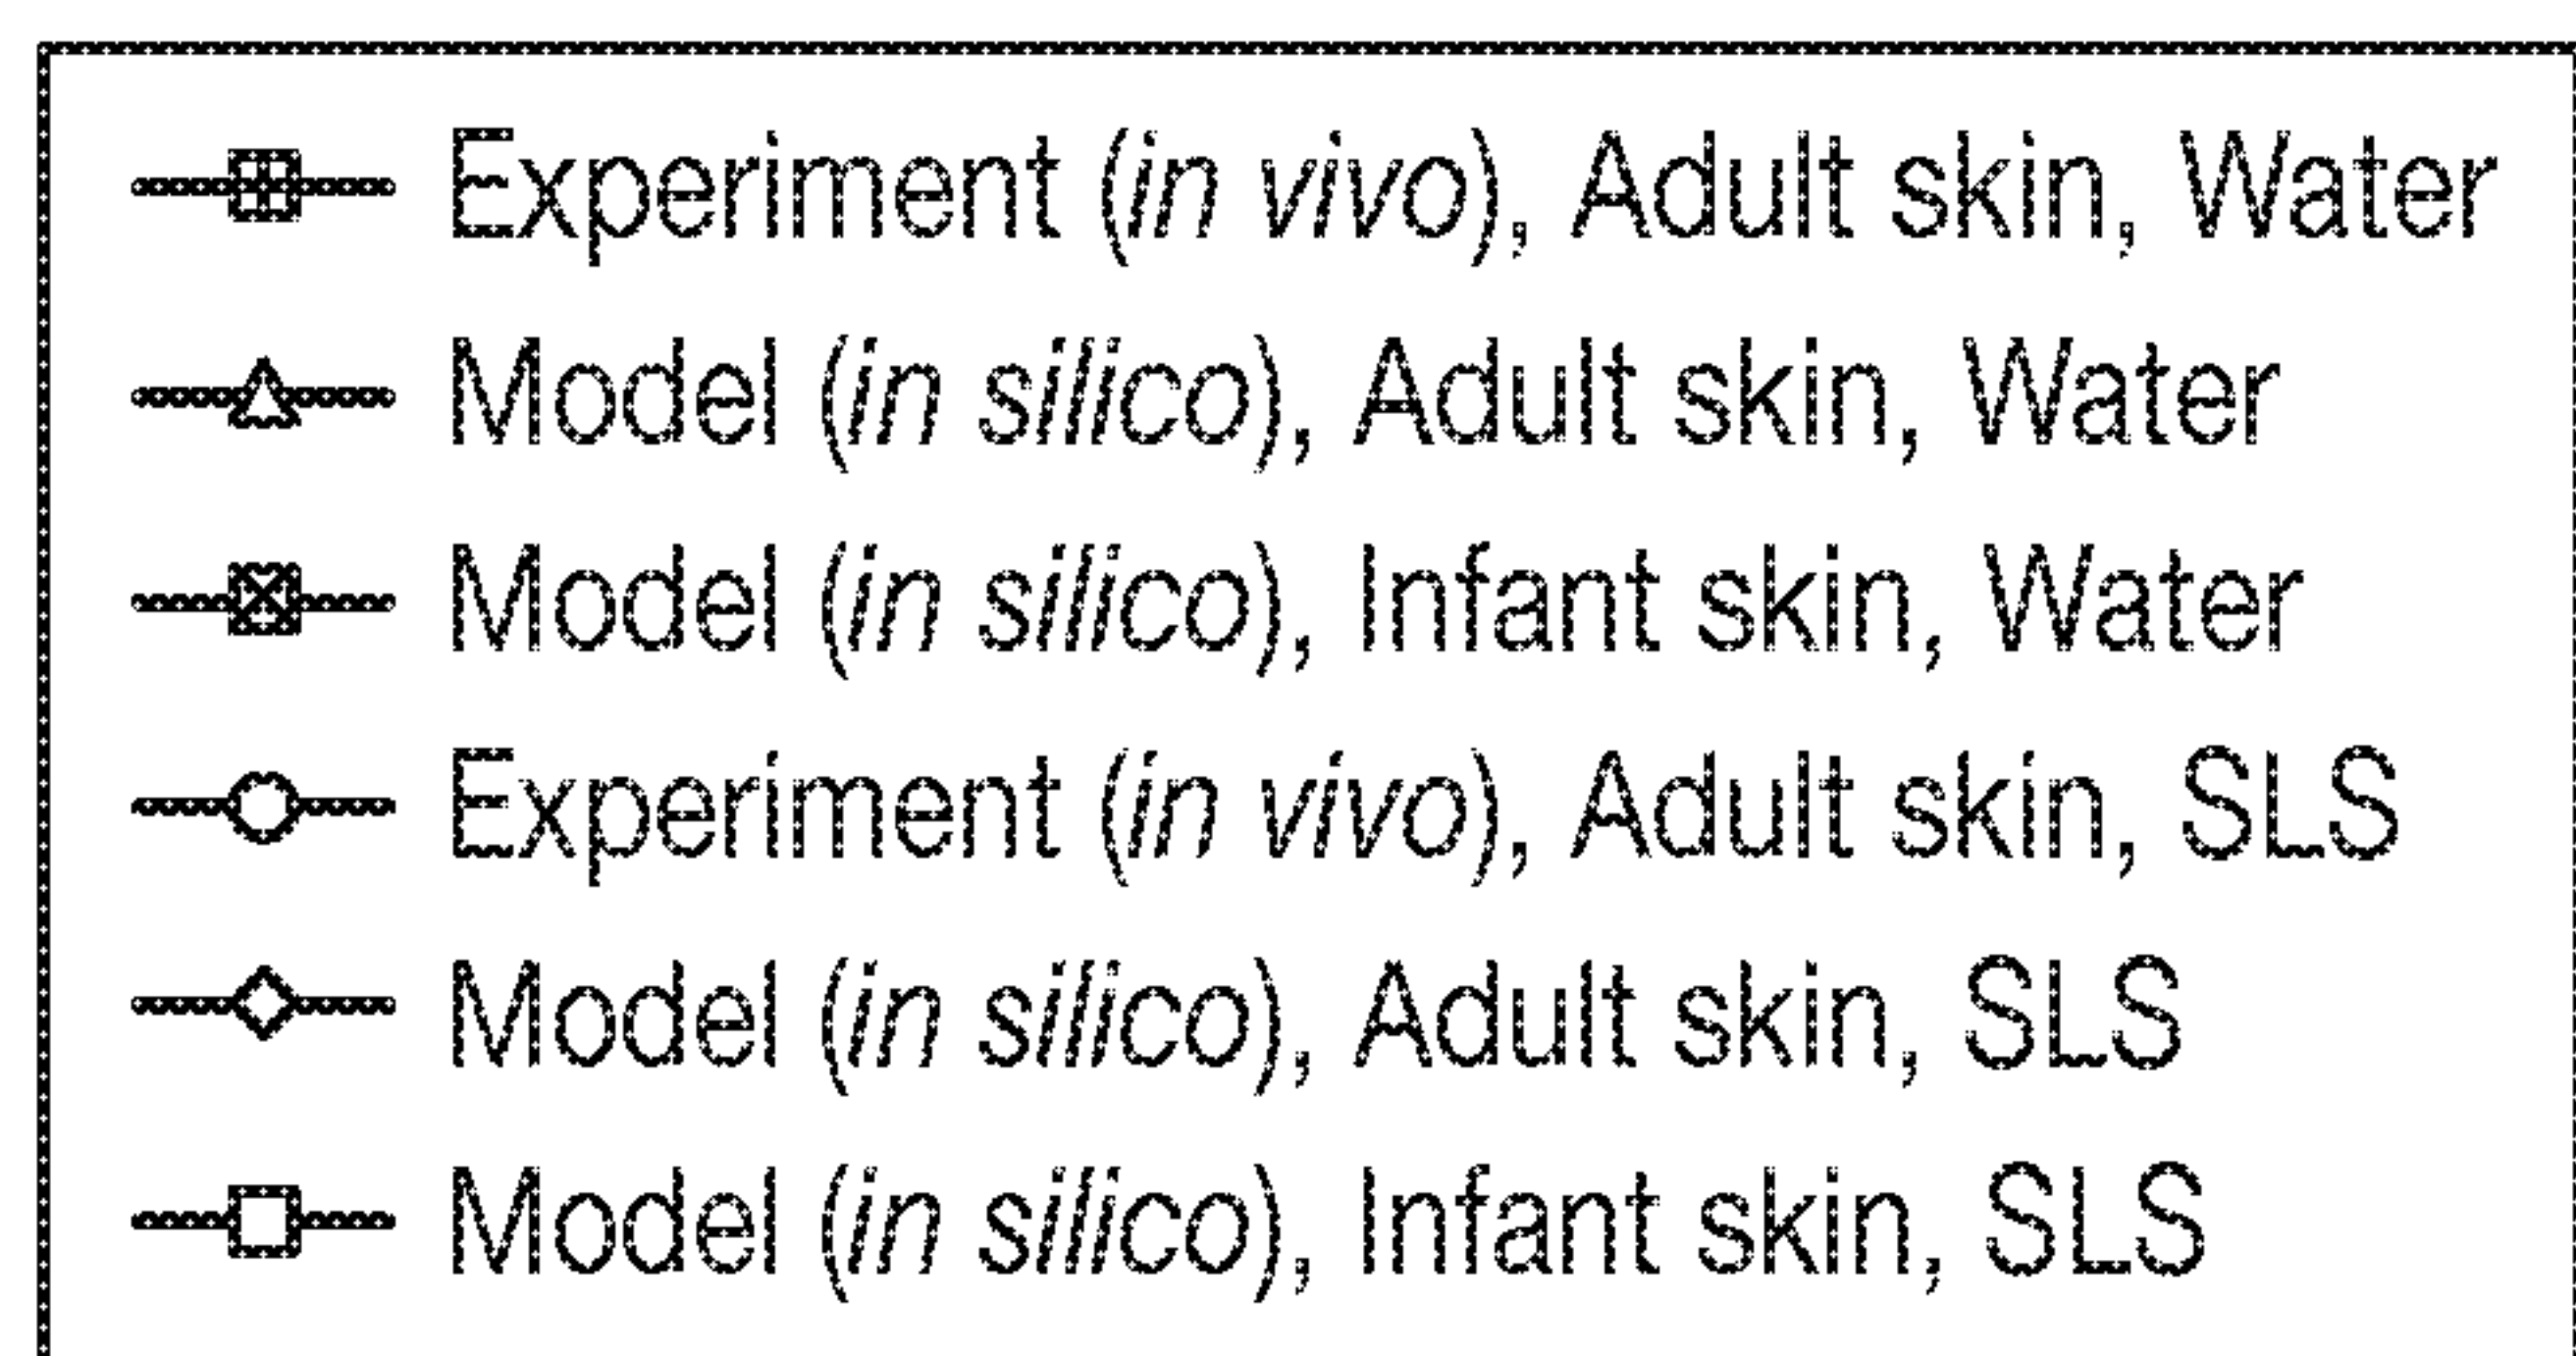 Experiment (in vivo), Adult skin, Water
Model (in silico), Adult skin, Water
Model (in silico), Infant skin, Water
Experiment (in vivo), Adult skin, SLS
Model (in silico), Adult skin, SLS
Model (in silico), Infant skin, SLS